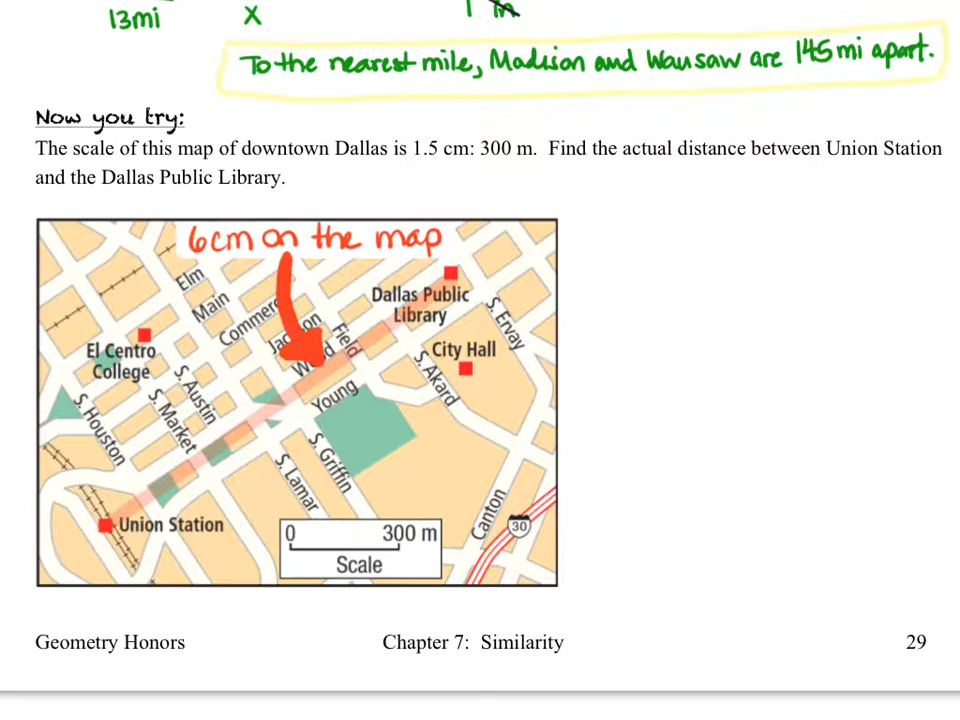 13mi x 1 in
To the nearest mile, Madison and Wausaw are 145mi apart.
Now you try:
The scale of this map of downtown Dallas is 1.5 cm: 300 m. Find the actual distance between Union Station
and the Dallas Public Library.
6cm on the map
Elm
Main
Commerc
Jackson
Wood
Field
Young
Dallas Public
Library
S. Ervay
City Hall
S. Akard
El Centro
College
S. Austin
S. Market
S. Houston
S. Griffin
S. Lamar
Canton
30
Union Station
0 300 m
Scale
Geometry Honors Chapter 7: Similarity 29